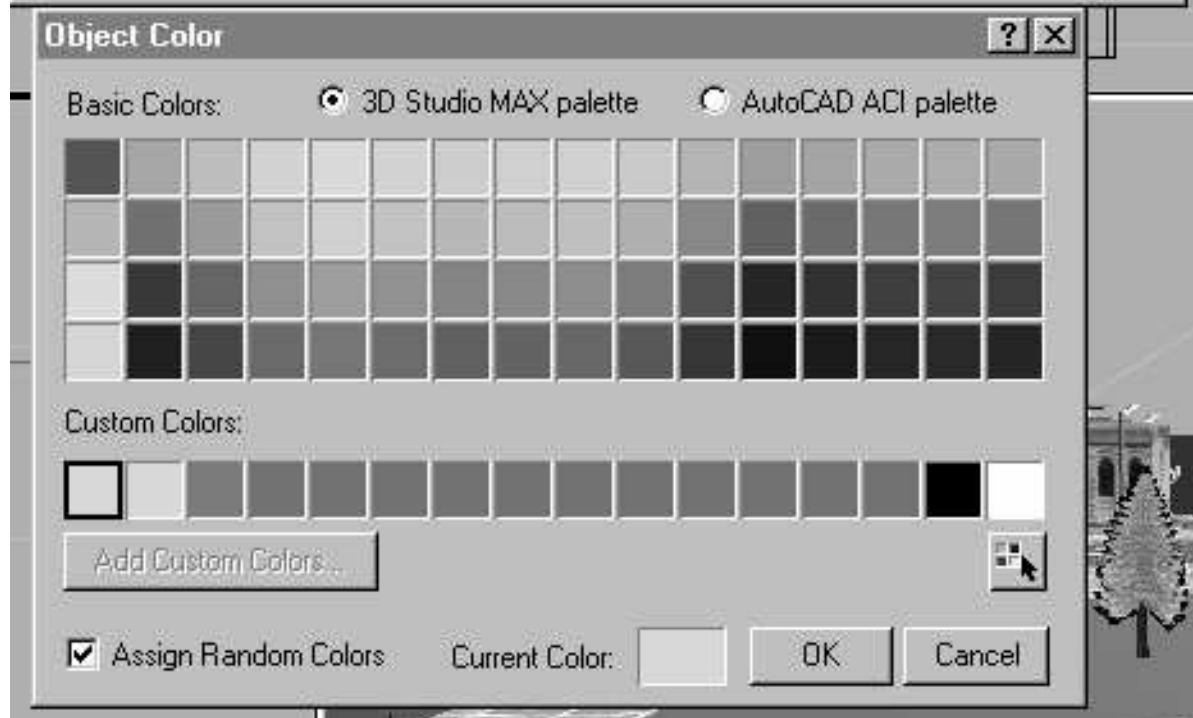 Object Color
Basic Colors: 3D Studio MAX palette AutoCAD ACI palette
Custom Colors:
Add Custom Colors...
Assign Random Colors Current Color: OK Cancel